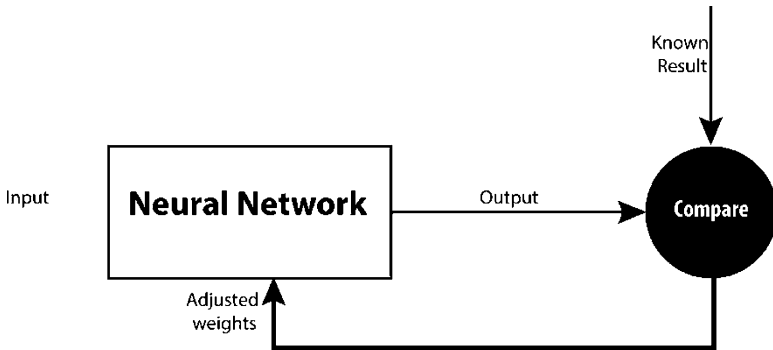 Known
Result
Input
Neural Network
Output
Compare
Adjusted
weights